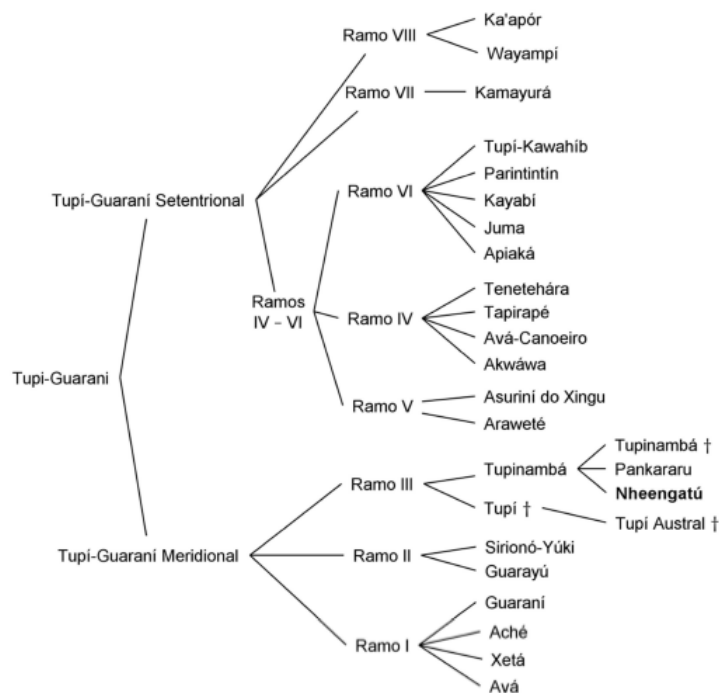 Ka'apór
Ramo VIII
Wayampí
Ramo VII
Kamayurá
Tupí-Kawahíb
Parintintín
Tupí-Guaraní Setentrional
Ramo VI
Kayabí
Juma
Apiaká
Ramos
IV – VI
Tenetehára
Tapirapé
Ramo IV
Avá-Canoeiro
Akwáwa
Tupi-Guarani
Asuriní do Xingu
Ramo V
Araweté
Tupinambá †
Tupinambá
Pankararu
Ramo III
Nheengatú
Tupí †
Tupí Austral †
Tupí-Guaraní Meridional
Sirionó-Yúki
Ramo II
Guarayú
Guaraní
Aché
Ramo I
Xetá
Avá